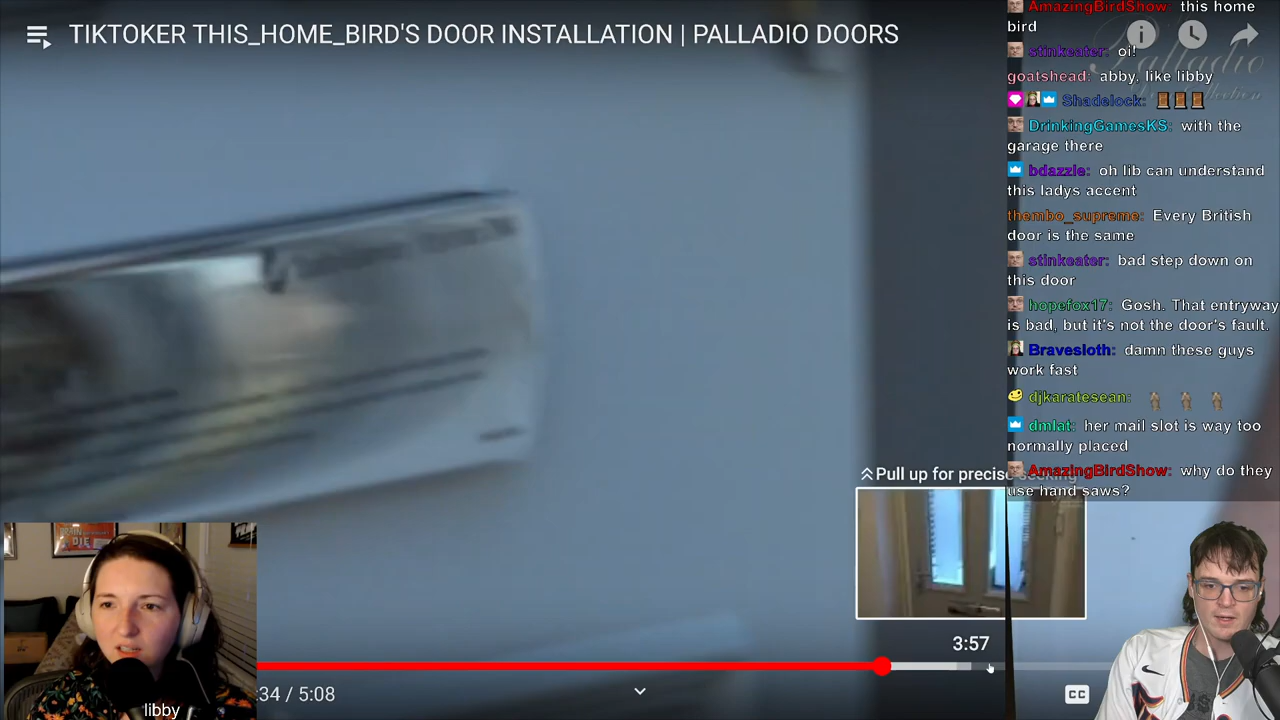 TIKTOKER THIS_HOME_BIRD'S DOOR INSTALLATION | PALLADIO DOORS
Palladio
AmazingBirdShow: this home
bird
stinkeater: oi!
goatshead: abby, like libby
Shadelock:
DrinkingGamesKS: with the
garage there
bdazzle: oh lib can understand
this ladys accent
thembo_supreme: Every British
door is the same
stinkeater: bad step down on
this door
hopefox17: Gosh. That entryway
is bad, but it's not the door's fault.
Bravesloth: damn these guys
work fast
djkaratesean:
dmlat: her mail slot is way too
normally placed
AmazingBirdShow: why do they
use hand saws?
Pull up for precise seeking
3:57
:34 / 5:08
CC
libby